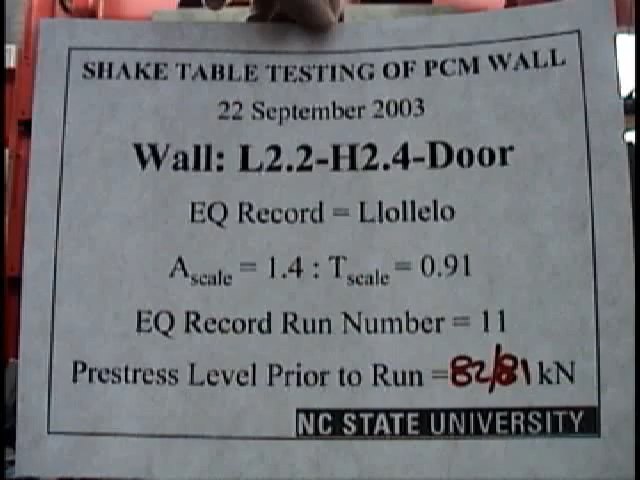 SHAKE TABLE TESTING OF PCM WALL
22 September 2003
Wall: L2.2-H2.4-Door
EQ Record = Llollelo
Ascale = 1.4 : Tscale = 0.91
EQ Record Run Number = 11
Prestress Level Prior to Run = 82/81 kN
NC STATE UNIVERSITY